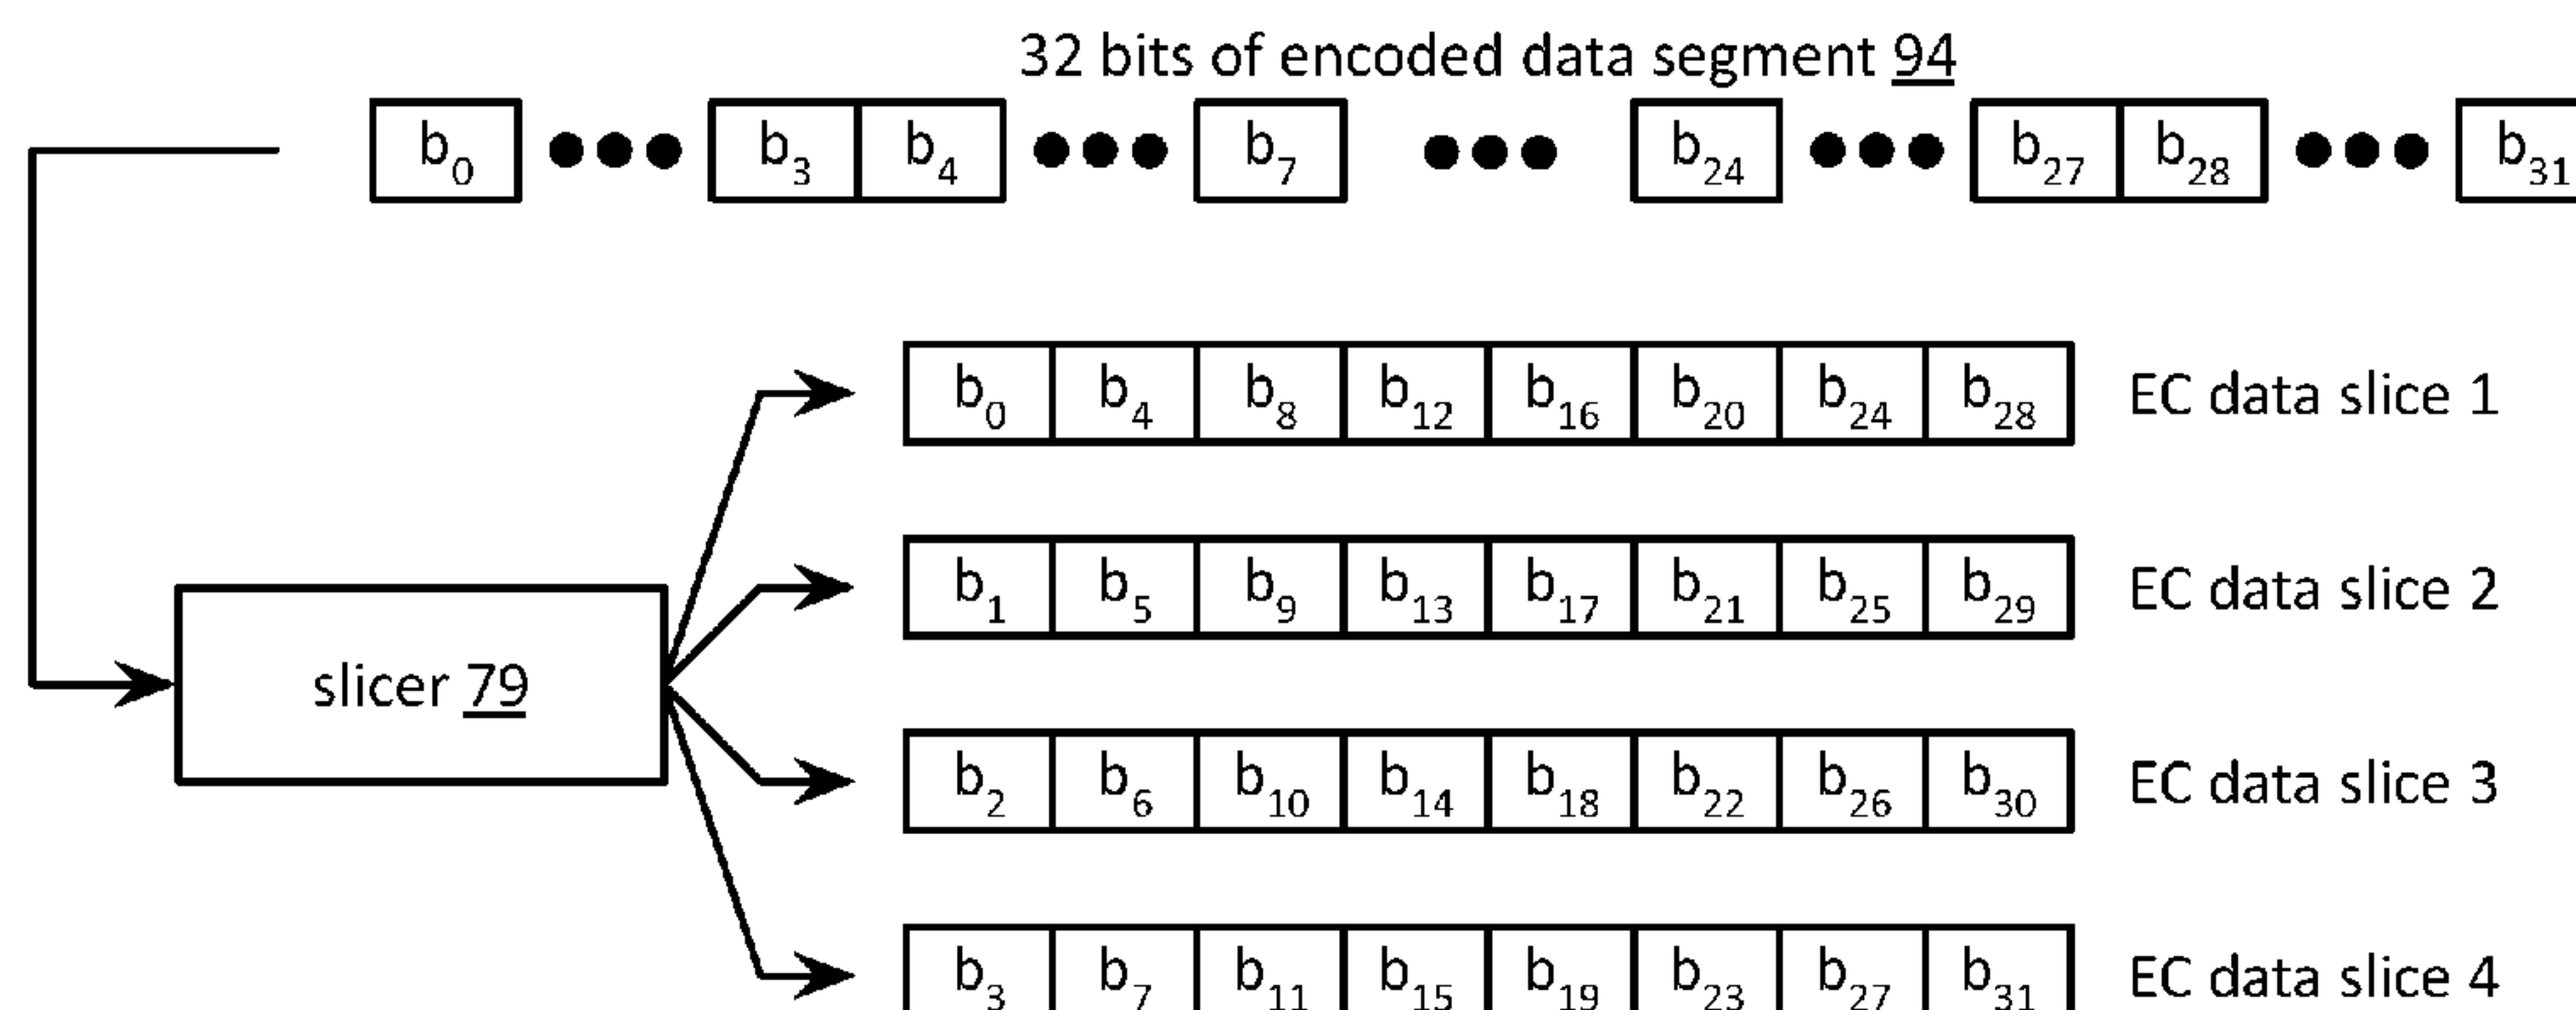 32 bits of encoded data segment 94
b0 ●●● b3 b4 ●●● b7 ●●● b24 ●●● b27 b28 ●●● b31
b0 b4 b8 b12 b16 b20 b24 b28 EC data slice 1
b1 b5 b9 b13 b17 b21 b25 b29 EC data slice 2
slicer 79
b2 b6 b10 b14 b18 b22 b26 b30 EC data slice 3
b3 b7 b11 b15 b19 b23 b27 b31 EC data slice 4